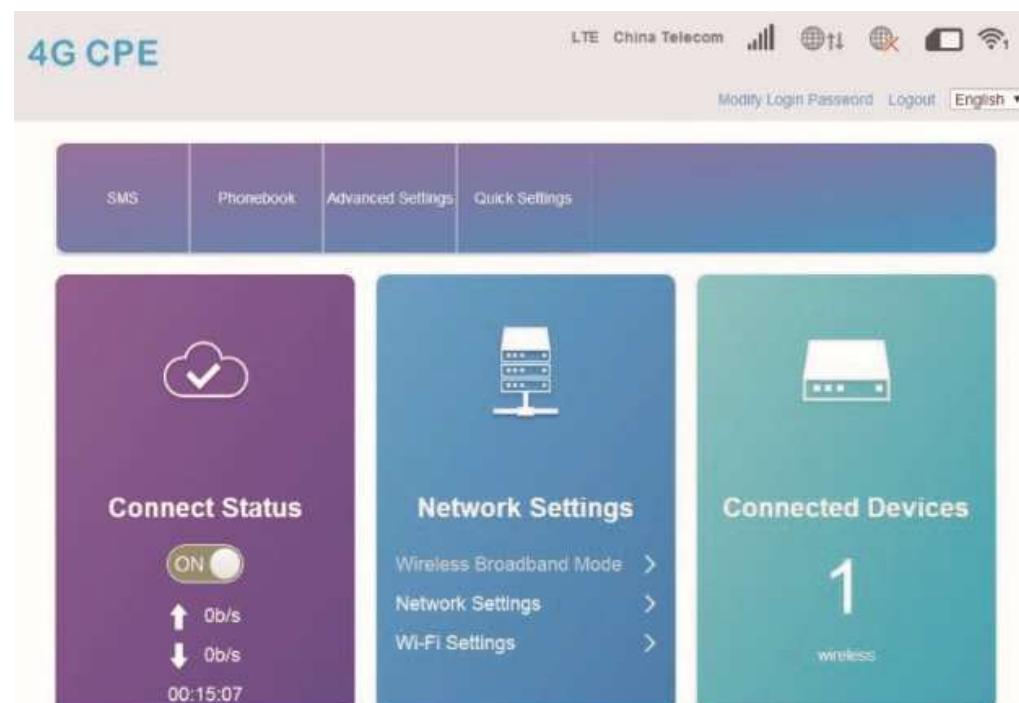 LTE China Telecom
1
4G CPE
Modify Login Password Logout English
SMS Phonebook Advanced Settings Quick Settings
Connect Status
ON
0b/s
0b/s
00:15:07
Network Settings
Wireless Broadband Mode
Network Settings
Wi-Fi Settings
Connected Devices
1
wireless